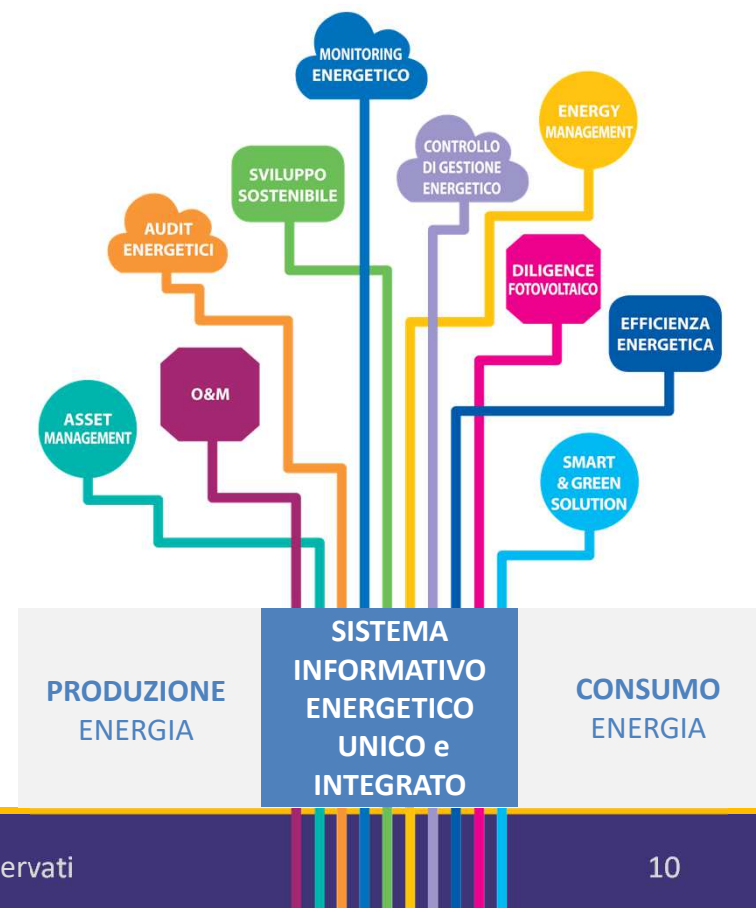 MONITORING
ENERGETICO
ENERGY
MANAGEMENT
CONTROLLO
DI GESTIONE
ENERGETICO
SVILUPPO
SOSTENIBILE
AUDIT
ENERGETICI
DILIGENCE
FOTOVOLTAICO
EFFICIENZA
ENERGETICA
O&M
ASSET
MANAGEMENT
SMART
& GREEN
SOLUTION
PRODUZIONE
ENERGIA
SISTEMA
INFORMATIVO
ENERGETICO
UNICO e
INTEGRATO
CONSUMO
ENERGIA
ervati
10